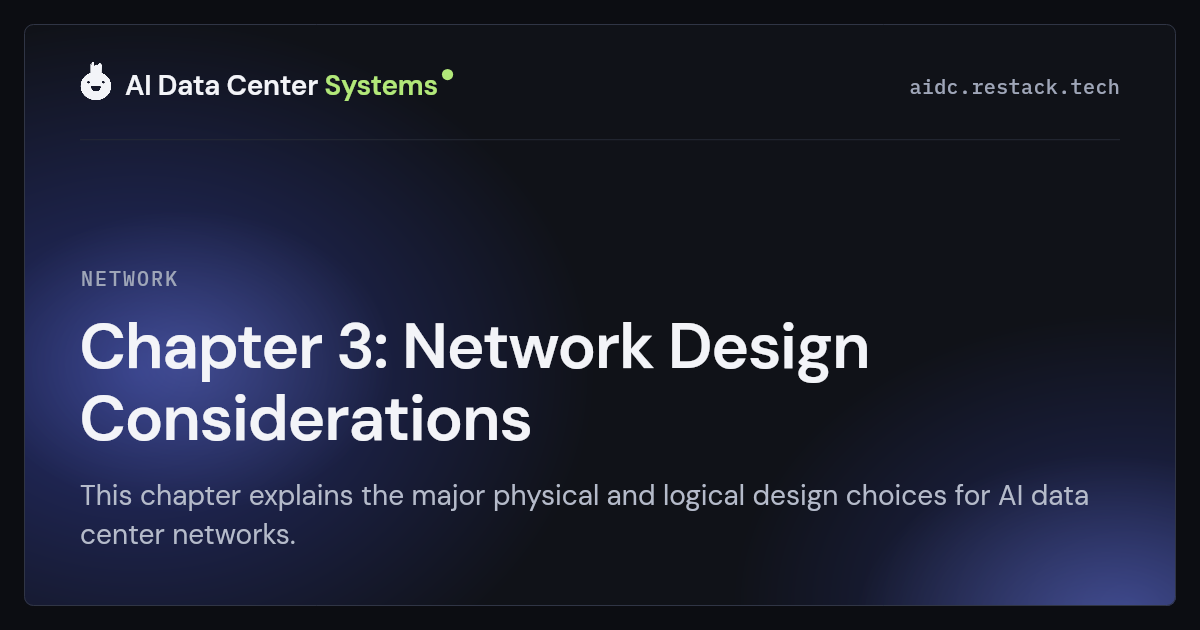 AI Data Center Systems
aidc.restack.tech
NETWORK
Chapter 3: Network Design
Considerations
This chapter explains the major physical and logical design choices for AI data
center networks.